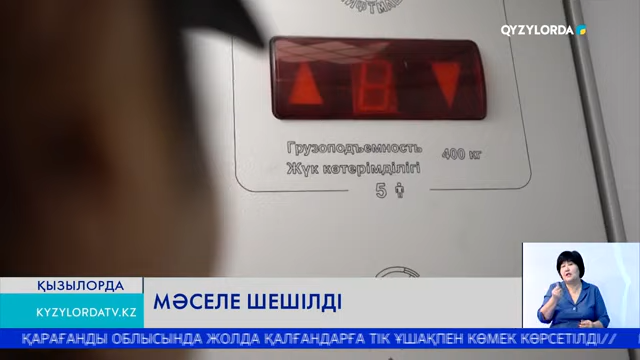 QYZYLORDA
8
Грузоподъемность
Жүк көтерімділігі
400 кг
5
ҚЫЗЫЛОРДА
МӘСЕЛЕ ШЕШІЛДІ
KYZYLORDATV.KZ
ҚАРАҒАНДЫ ОБЛЫСЫНДА ЖОЛДА ҚАЛҒАНДАРҒА ТІК ҰШАҚПЕН КӨМЕК КӨРСЕТІЛДІ//